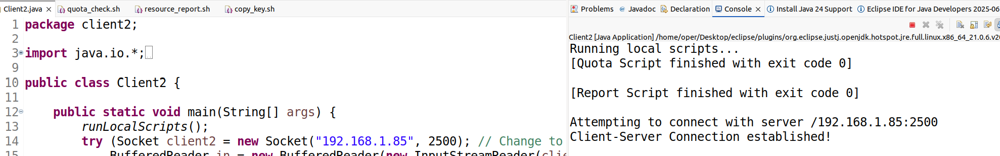 Client2.java quota_check.sh resource_report.sh copy_key.sh
1 package client2;
2
3 import java.io.*;
9
10 public class Client2 {
11
12 public static void main(String[] args) {
13 runLocalScripts();
14 try (Socket client2 = new Socket("192.168.1.85", 2500); // Change to
15 BufferedReader in = new BufferedReader(new InputStreamReader(clie
Problems @ Javadoc Declaration Console Install Java 24 Support Eclipse IDE for Java Developers 2025-06
Client2 [Java Application] /home/oper/Desktop/eclipse/plugins/org.eclipse.justj.openjdk.hotspot.jre.full.linux.x86_64_21.0.6.v20
Running local scripts...
[Quota Script finished with exit code 0]
[Report Script finished with exit code 0]
Attempting to connect with server /192.168.1.85:2500
Client-Server Connection established!